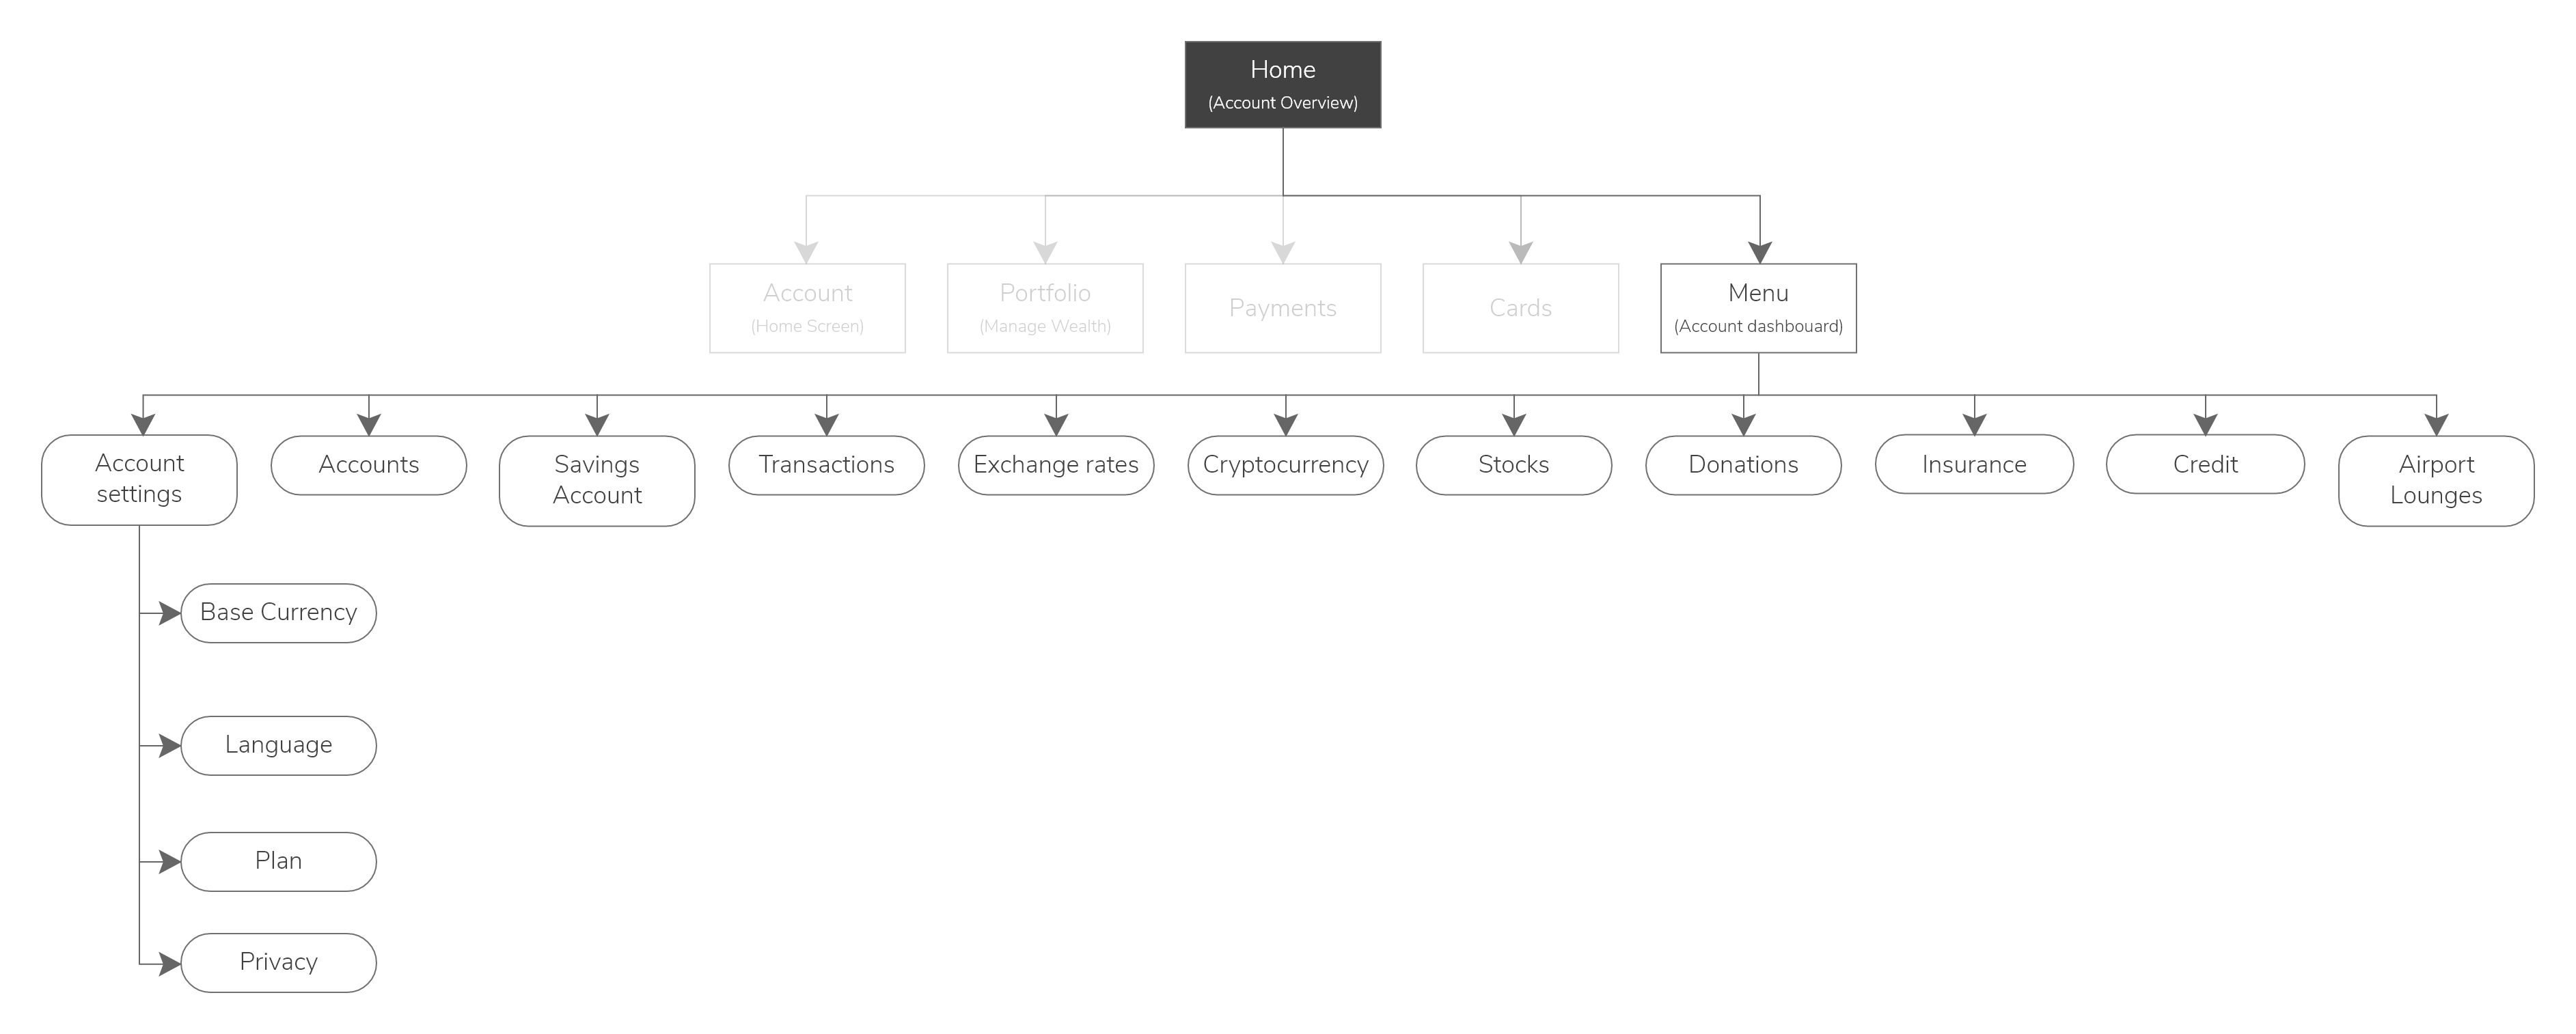 Home
(Account Overview)
Account
(Home Screen)
Portfolio
(Manage Wealth)
Payments
Cards
Menu
(Account dashbouard)
Account
settings
Accounts
Savings
Account
Transactions
Exchange rates
Cryptocurrency
Stocks
Donations
Insurance
Credit
Airport
Lounges
Base Currency
Language
Plan
Privacy